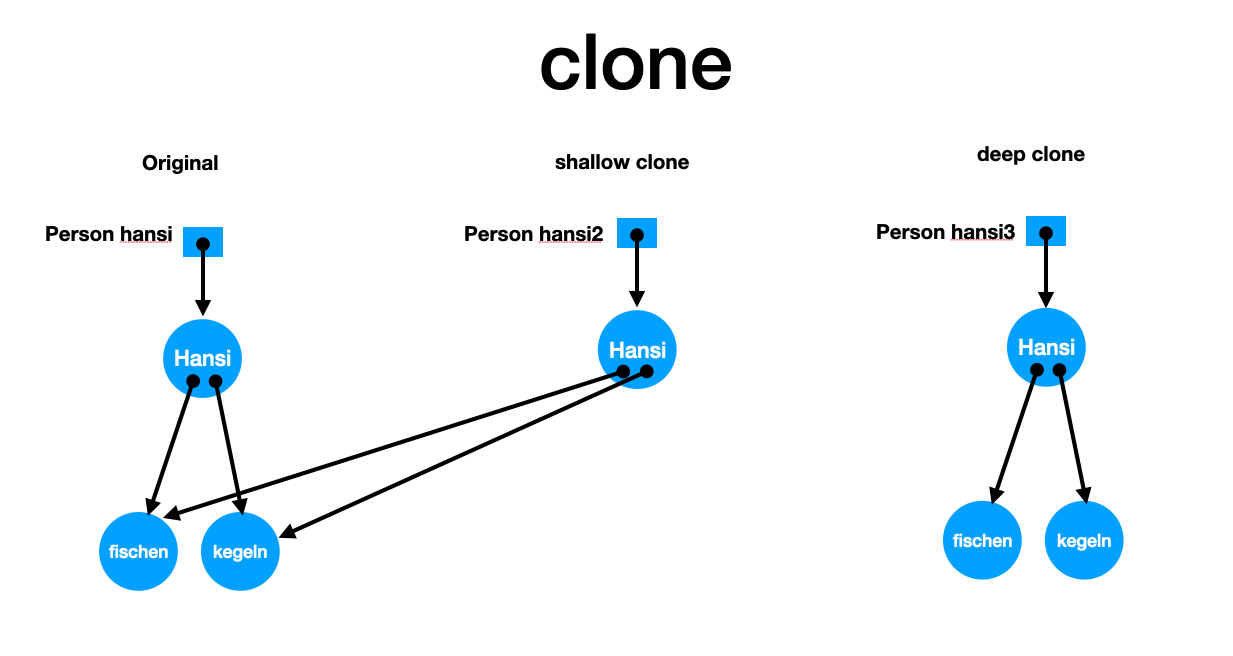 clone
Original
shallow clone
deep clone
Person hansi
Person hansi2
Person hansi3
Hansi
Hansi
Hansi
fischen
kegeln
fischen
kegeln